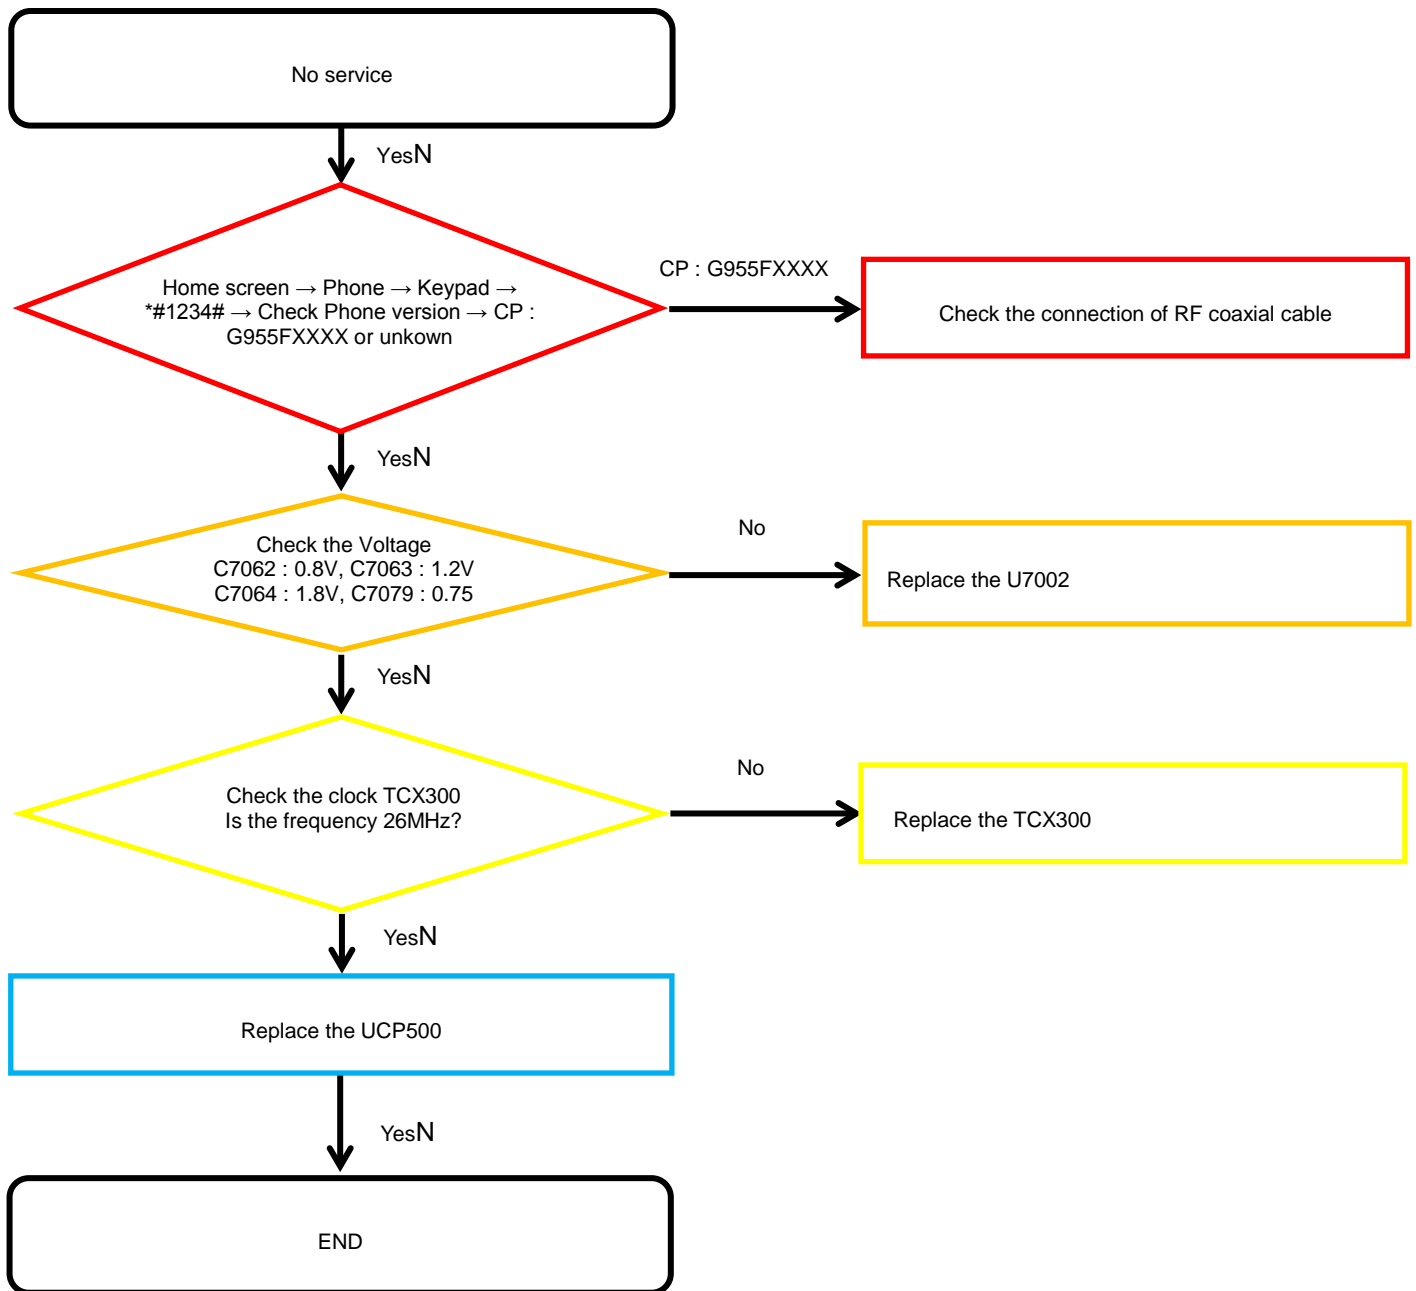 No service
YesN
Home screen → Phone → Keypad →
*#1234# → Check Phone version → CP :
G955FXXXX or unkown
CP : G955FXXXX
Check the connection of RF coaxial cable
YesN
Check the Voltage
C7062 : 0.8V, C7063 : 1.2V
C7064 : 1.8V, C7079 : 0.75
No
Replace the U7002
YesN
Check the clock TCX300
Is the frequency 26MHz?
No
Replace the TCX300
YesN
Replace the UCP500
YesN
END